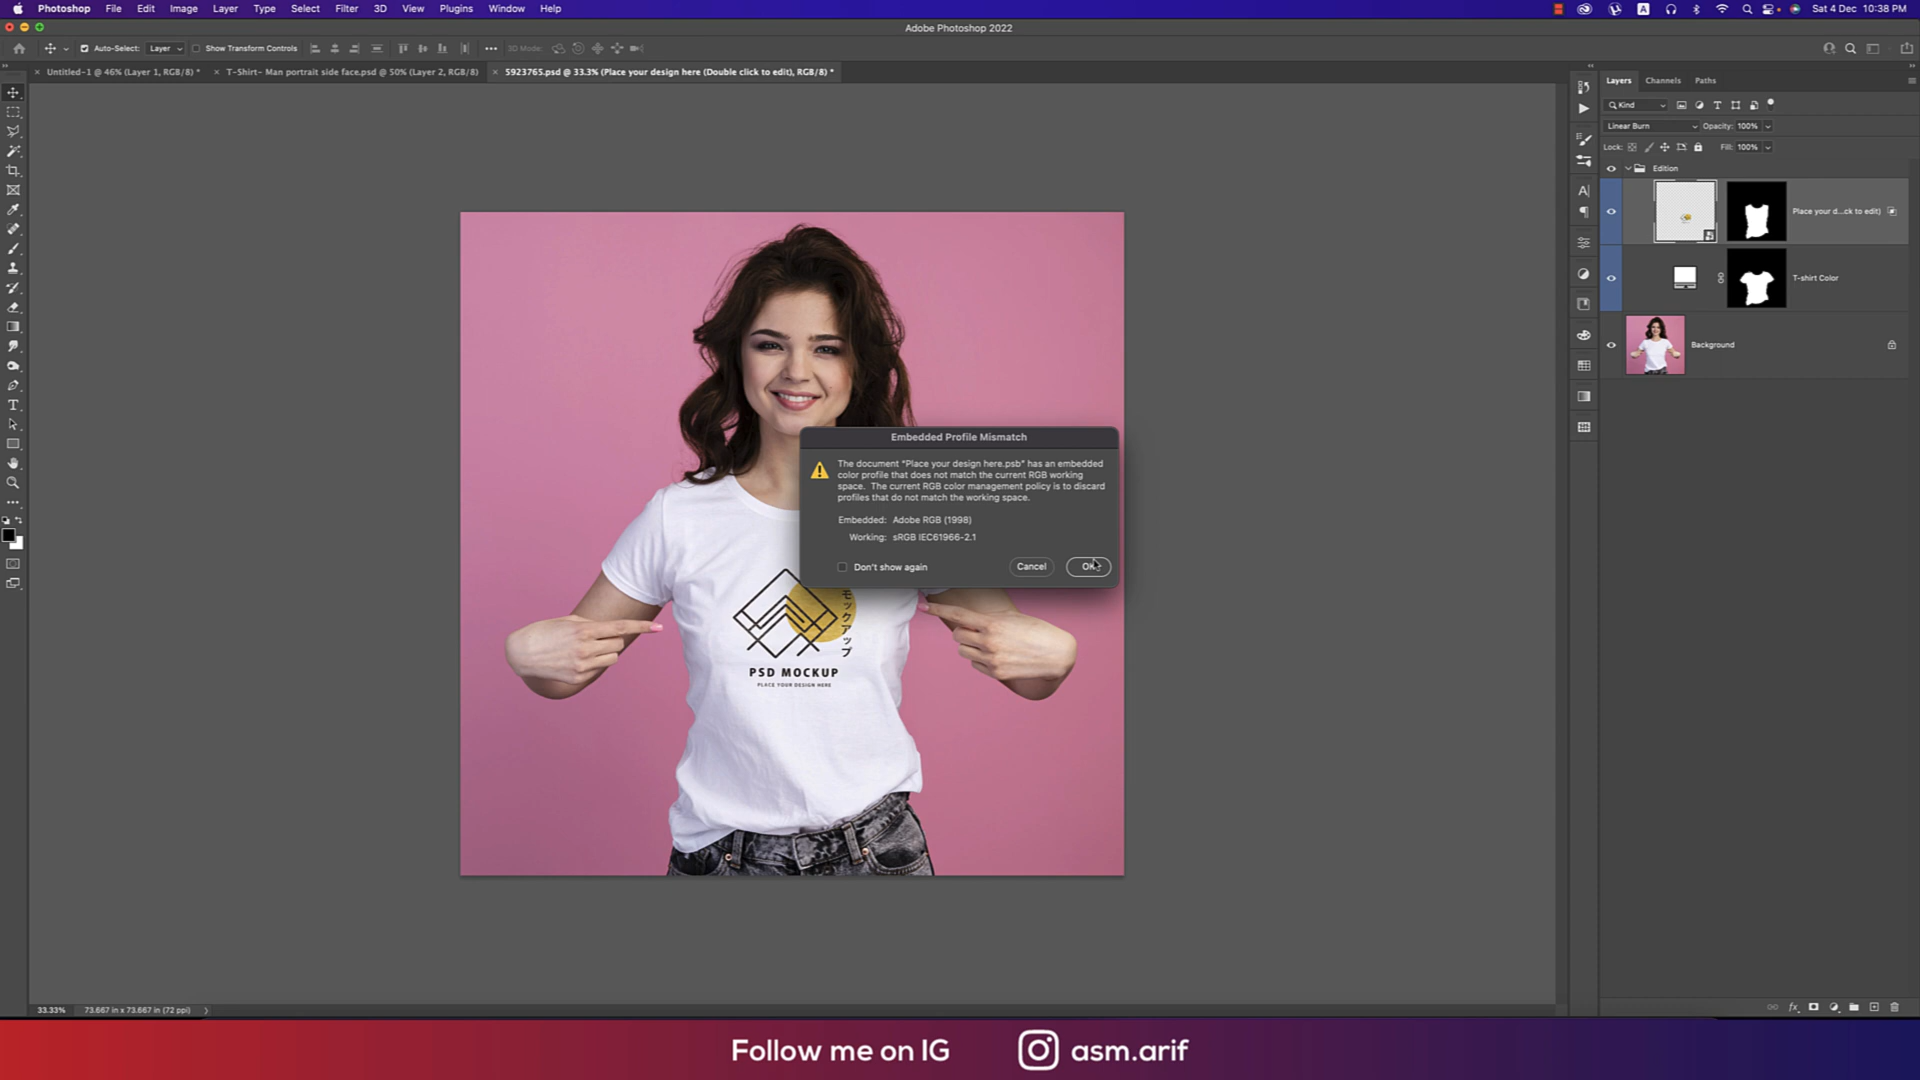 Photoshop File Edit Image Layer Type Select Filter 3D View Plugins Window Help
A Sat 4 Dec 10:38 PM
Adobe Photoshop 2022
Auto-Select: Layer Show Transform Controls 3D Mode:
Untitled-1 @ 46% (Layer 1, RGB/8) *
T-Shirt- Man portrait side face.psd @ 50% (Layer 2, RGB/8)
5923765.psd @ 33.3% (Place your design here (Double click to edit), RGB/8) *
Layers Channels Paths
Kind
Linear Burn Opacity: 100%
Lock: Fill: 100%
Edition
Place your d...ck to edit)
T-shirt Color
Background
Embedded Profile Mismatch
The document "Place your design here.psb" has an embedded
color profile that does not match the current RGB working
space. The current RGB color management policy is to discard
profiles that do not match the working space.
Embedded: Adobe RGB (1998)
Working: sRGB IEC61966-2.1
Don't show again
Cancel
OK
モックアップ
PSD MOCKUP
PLACE YOUR DESIGN HERE
33.33% 73.667 in x 73.667 in (72 ppi)
Follow me on IG asm.arif